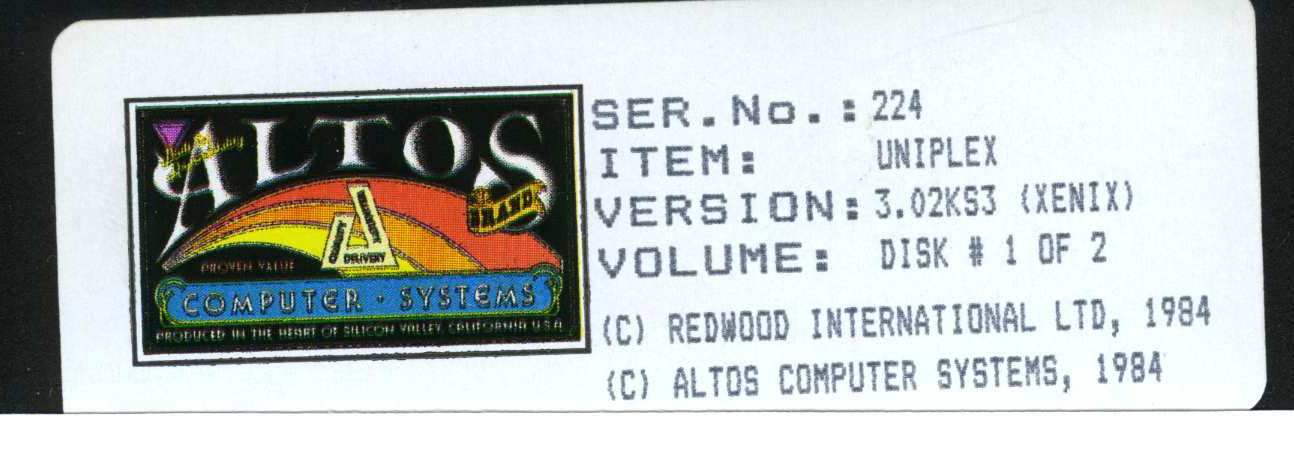 ALTOS
BRAND
DELIVERY
PROVEN VALUE
COMPUTER · SYSTEMS
PRODUCED IN THE HEART OF SILICON VALLEY, CALIFORNIA U.S.A
SER.No.: 224
ITEM: UNIPLEX
VERSION: 3.02KS3 (XENIX)
VOLUME: DISK # 1 OF 2
(C) REDWOOD INTERNATIONAL LTD, 1984
(C) ALTOS COMPUTER SYSTEMS, 1984